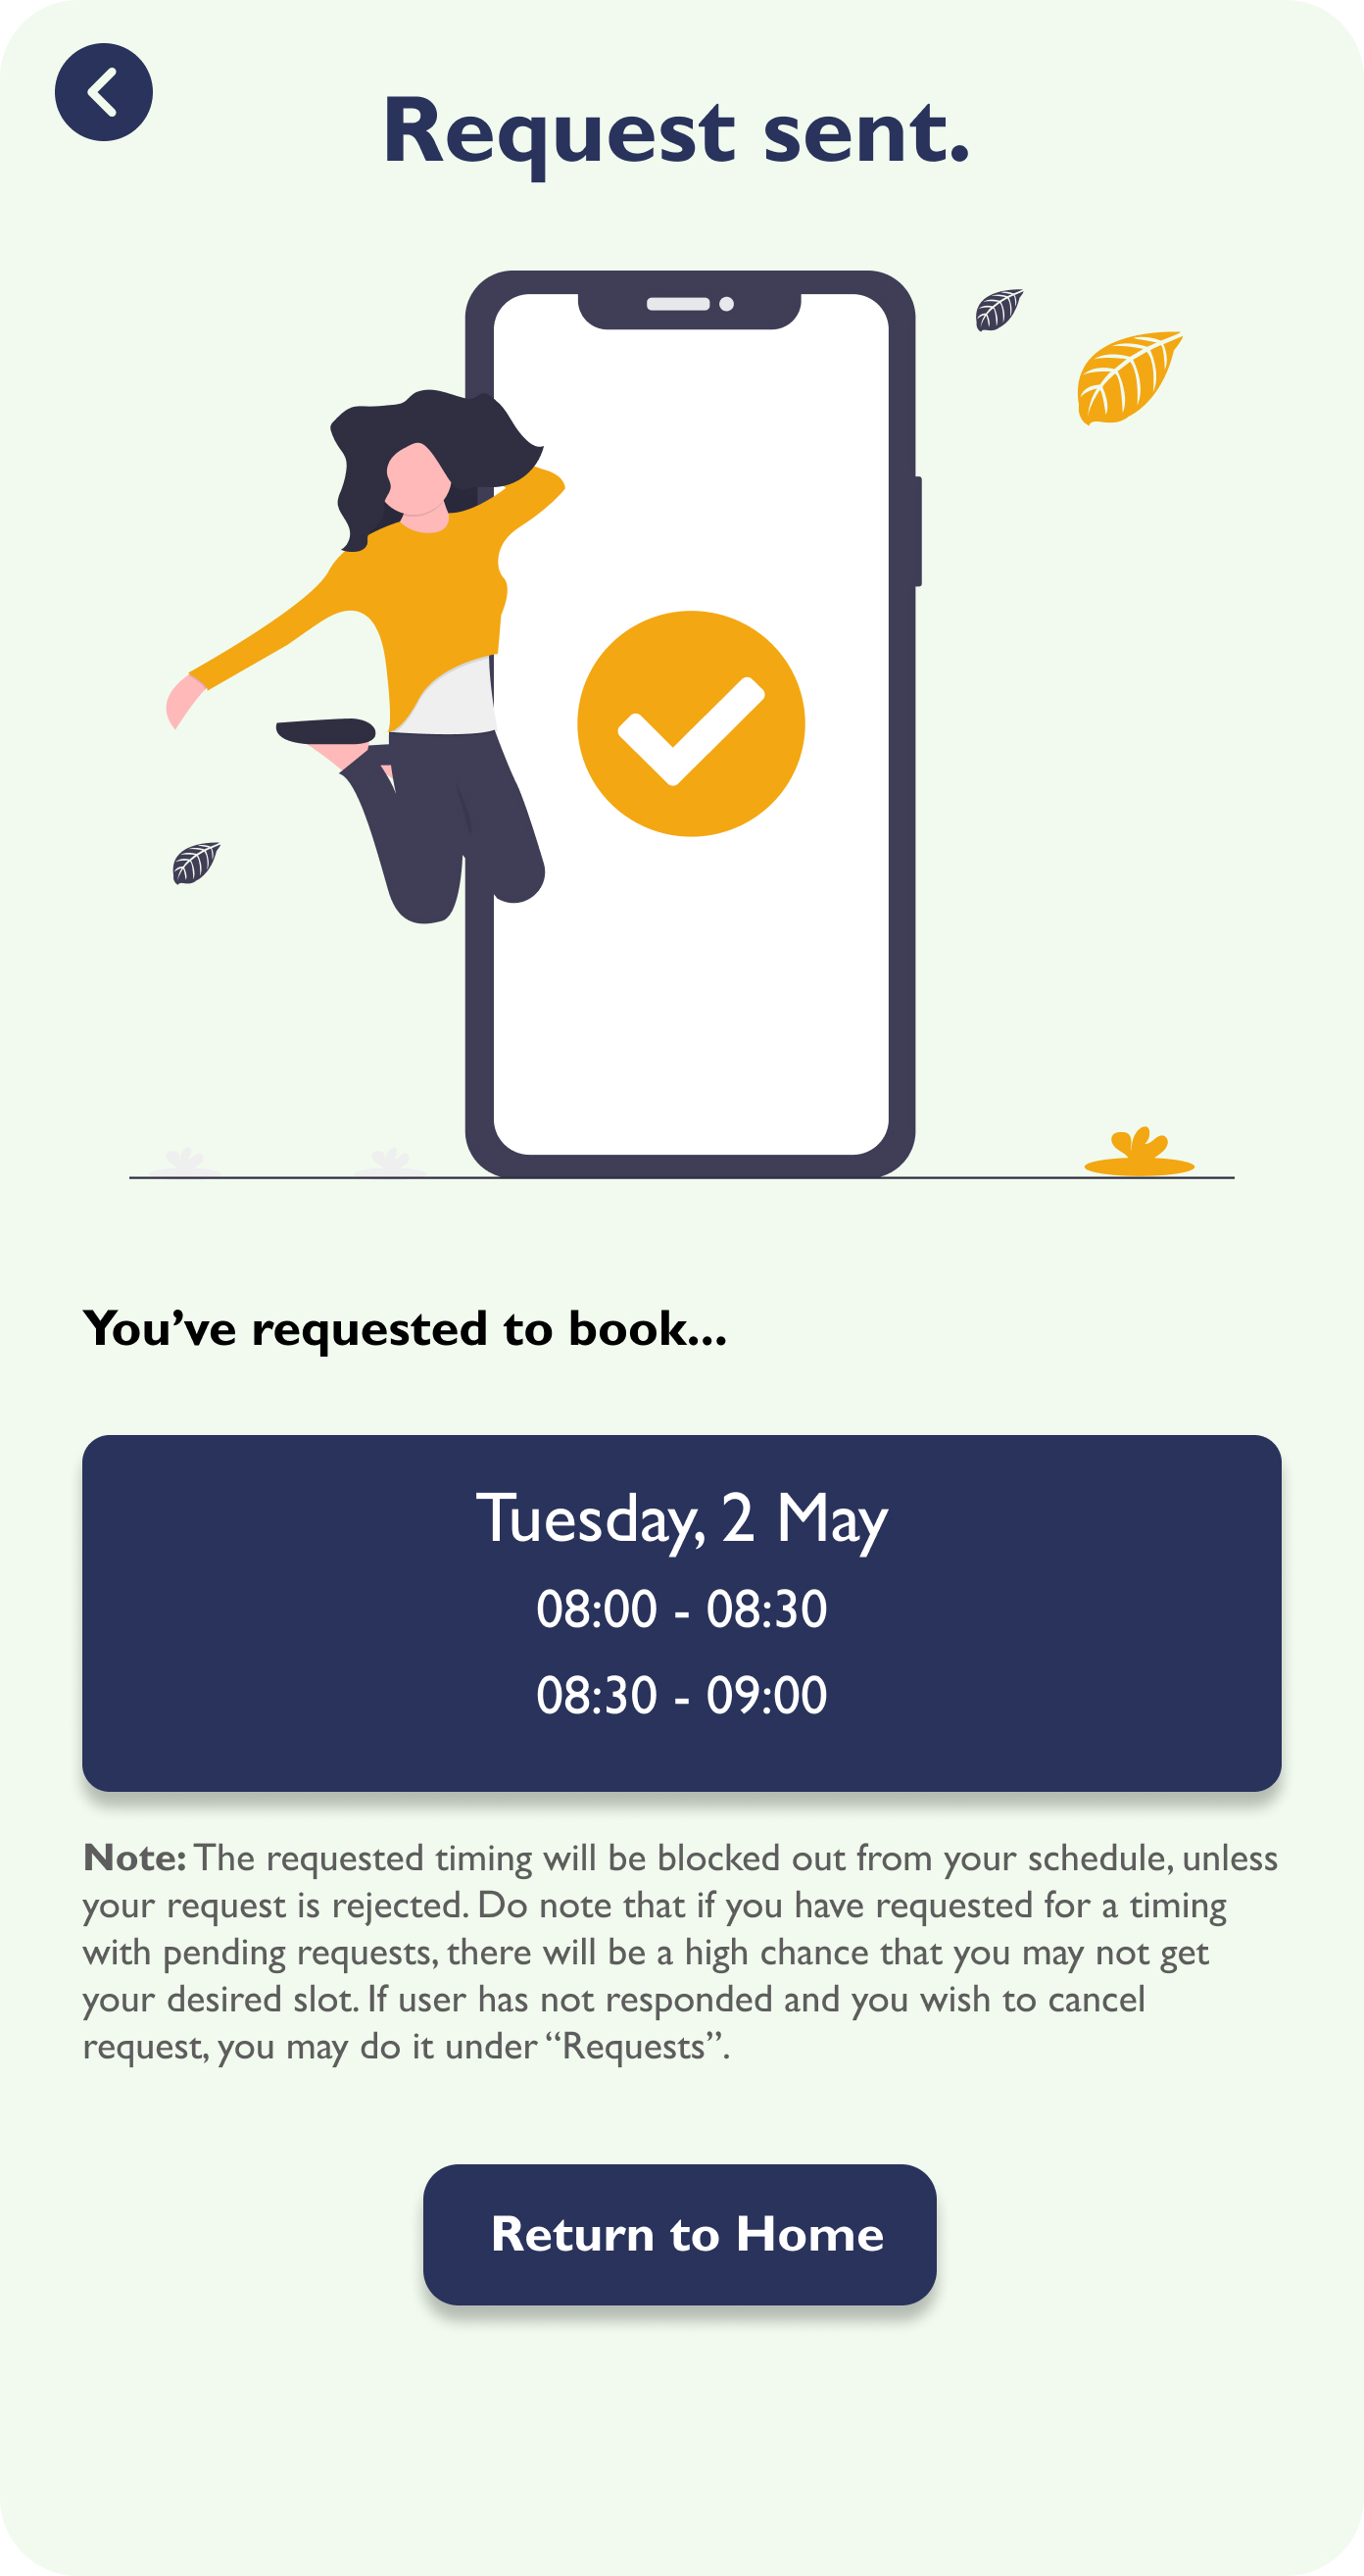 Request sent.
You’ve requested to book...
Tuesday, 2 May
08:00 - 08:30
08:30 - 09:00
Note: The requested timing will be blocked out from your schedule, unless
your request is rejected. Do note that if you have requested for a timing
with pending requests, there will be a high chance that you may not get
your desired slot. If user has not responded and you wish to cancel
request, you may do it under “Requests”.
Return to Home